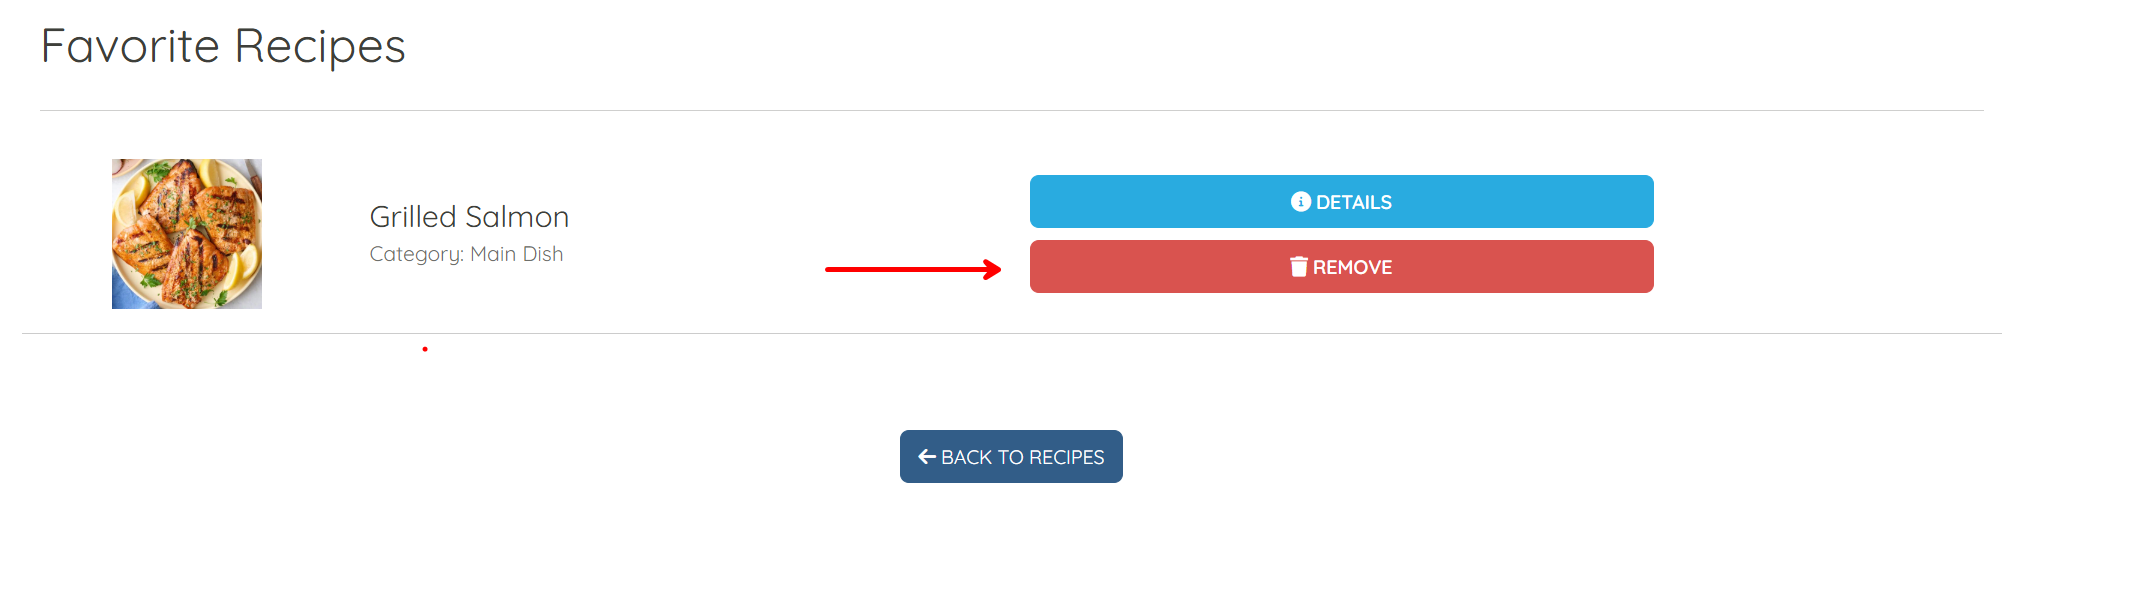 Favorite Recipes
Grilled Salmon
Category: Main Dish
DETAILS
REMOVE
BACK TO RECIPES